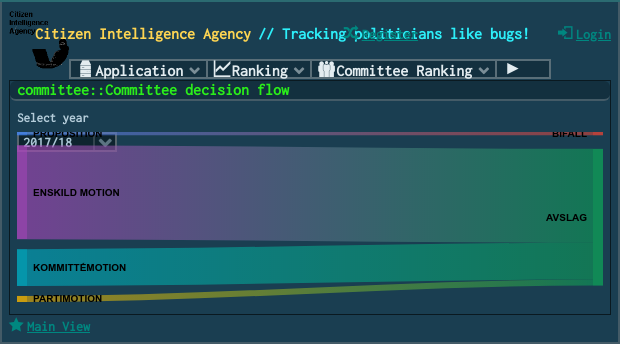 Citizen
Intelligence
Agency
Citizen Intelligence Agency // Tracking politicians like bugs!
Register
Login
Application
Ranking
Committee Ranking
committee::Committee decision flow
Select year
PROPOSITION
BIFALL
2017/18
ENSKILD MOTION
AVSLAG
KOMMITTÉMOTION
PARTIMOTION
Main View